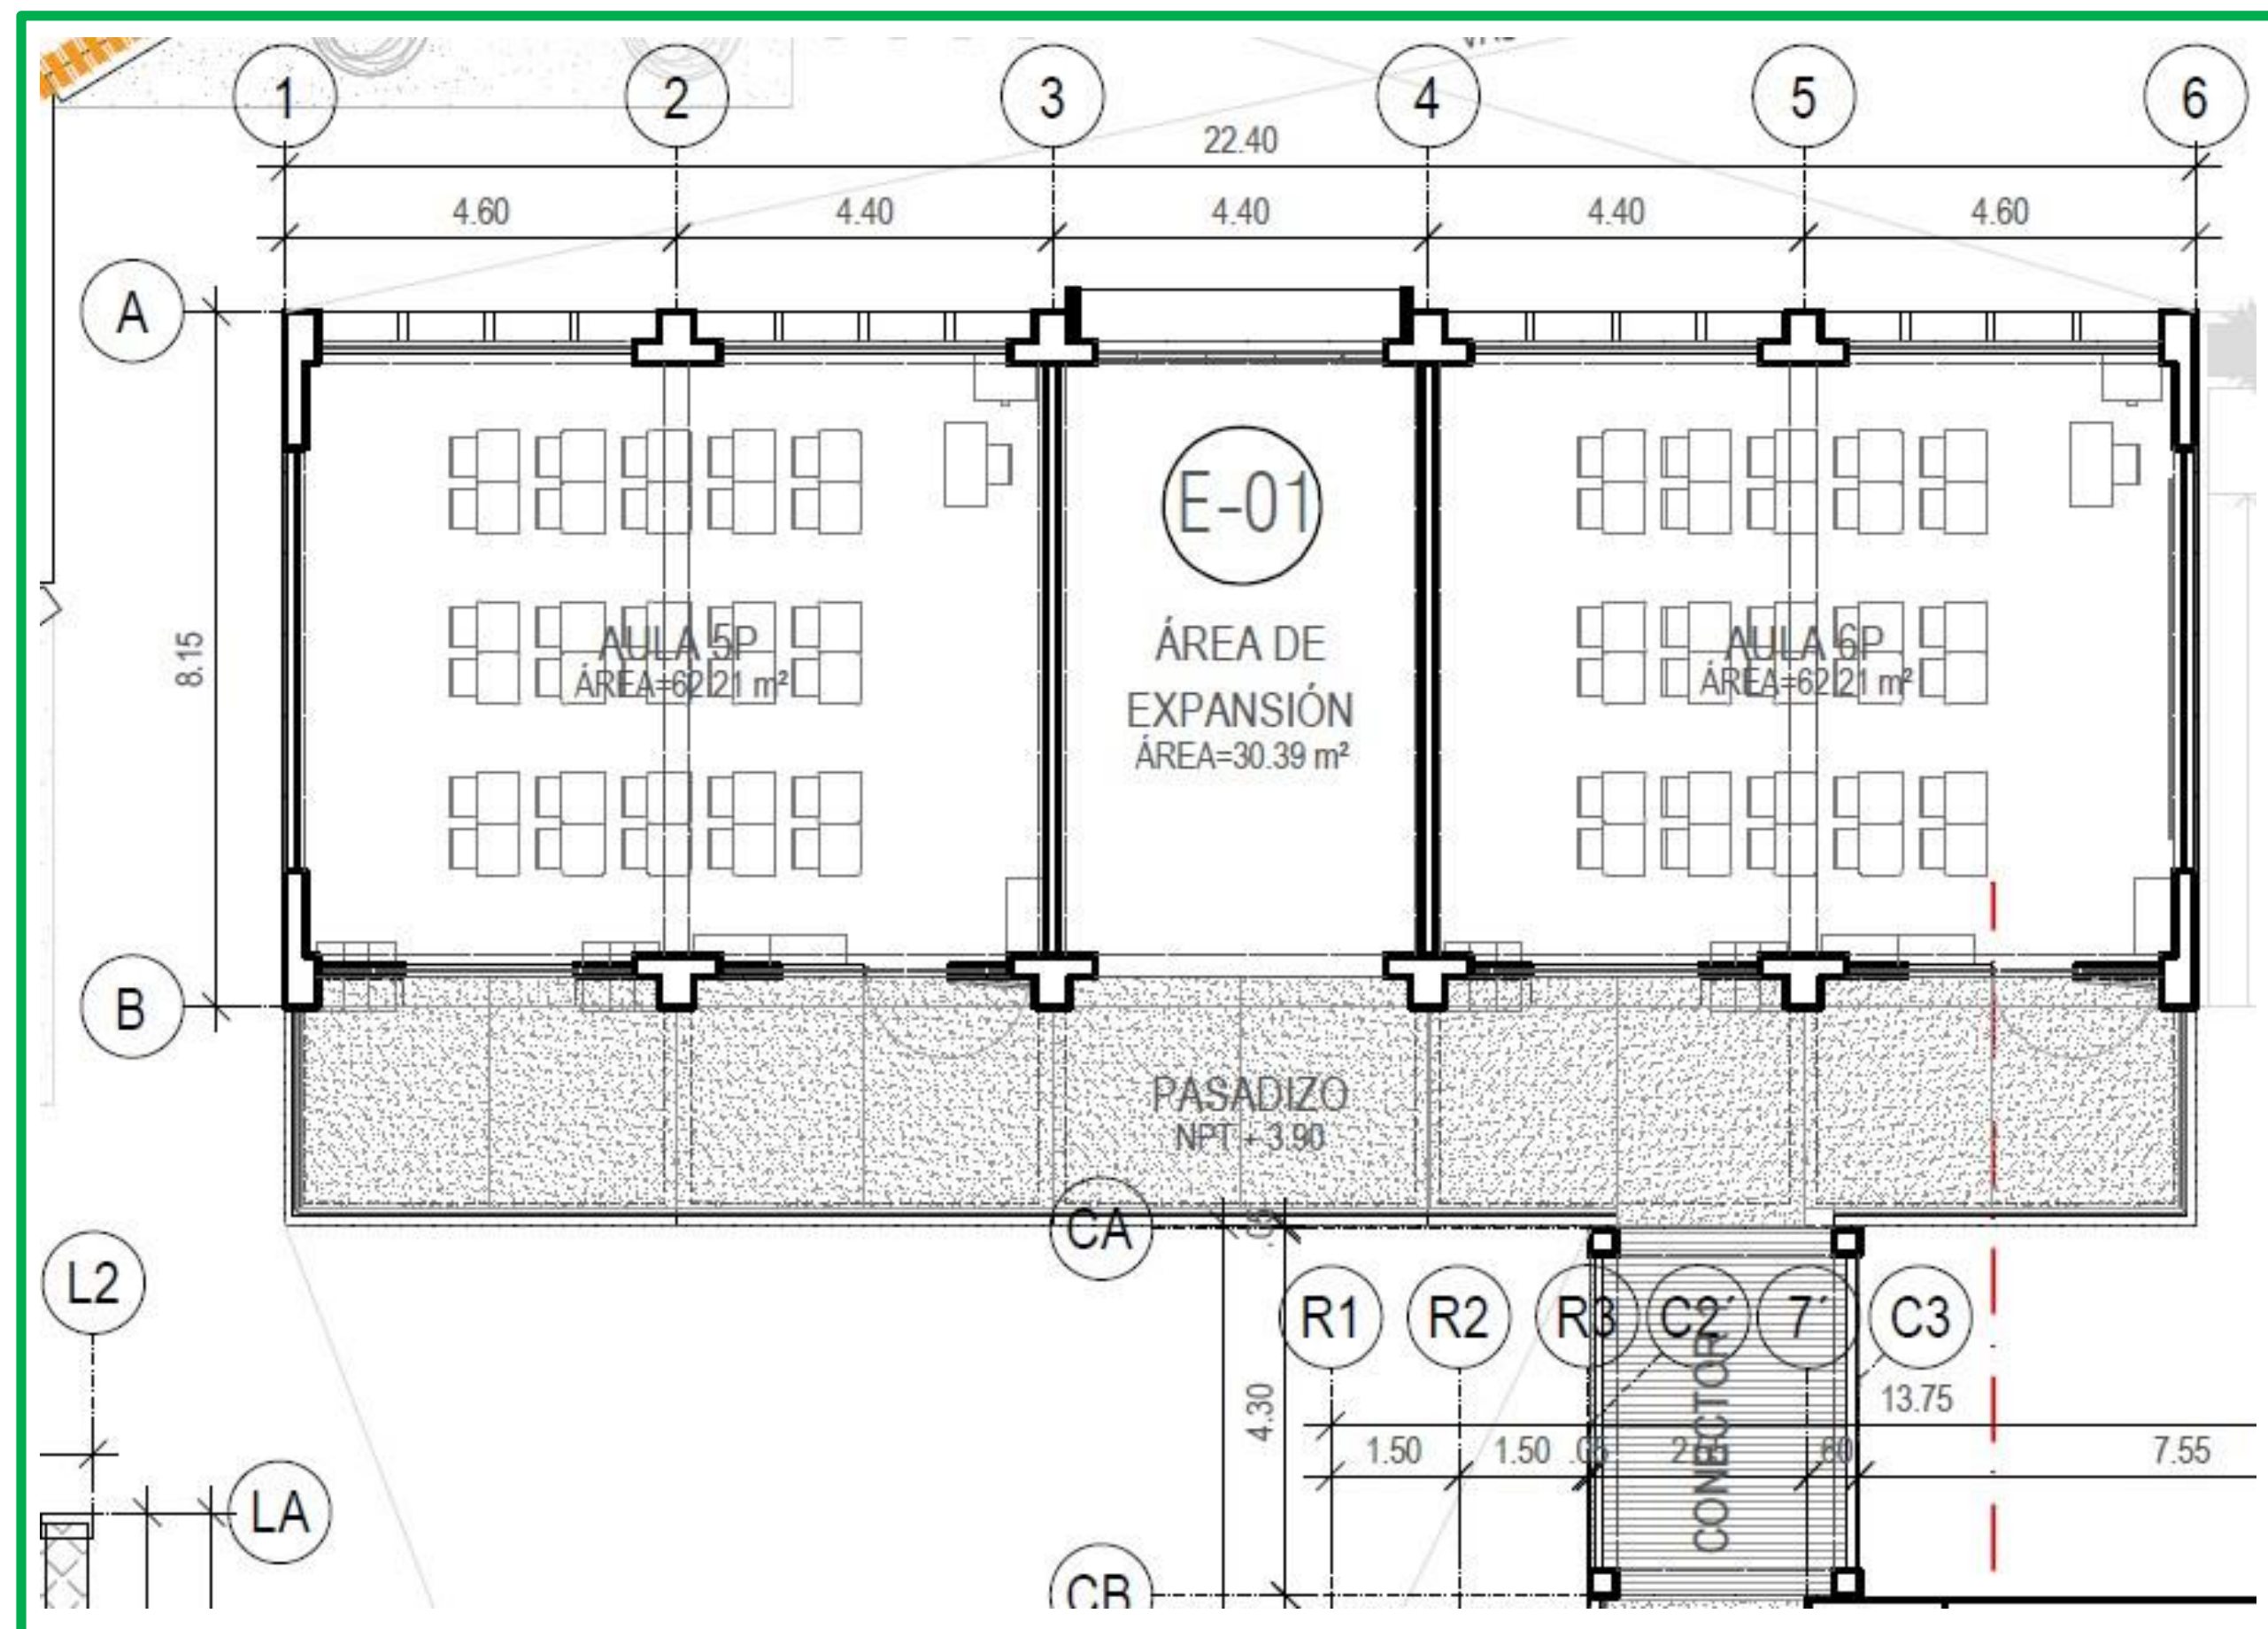 1 2 3 4 5 6
22.40
4.60 4.40 4.40 4.40 4.60
A
8.15
B
E-01
AULA 5P
ÁREA=62.21 m²
ÁREA DE
EXPANSIÓN
ÁREA=30.39 m²
AULA 6P
ÁREA=62.21 m²
PASADIZO
NPT + 3.90
CA
.05
L2
R1 R2 R3 C2´ 7´ C3
4.30
13.75
1.50 1.50 .05 .60 7.55
CONECTOR
LA
CB